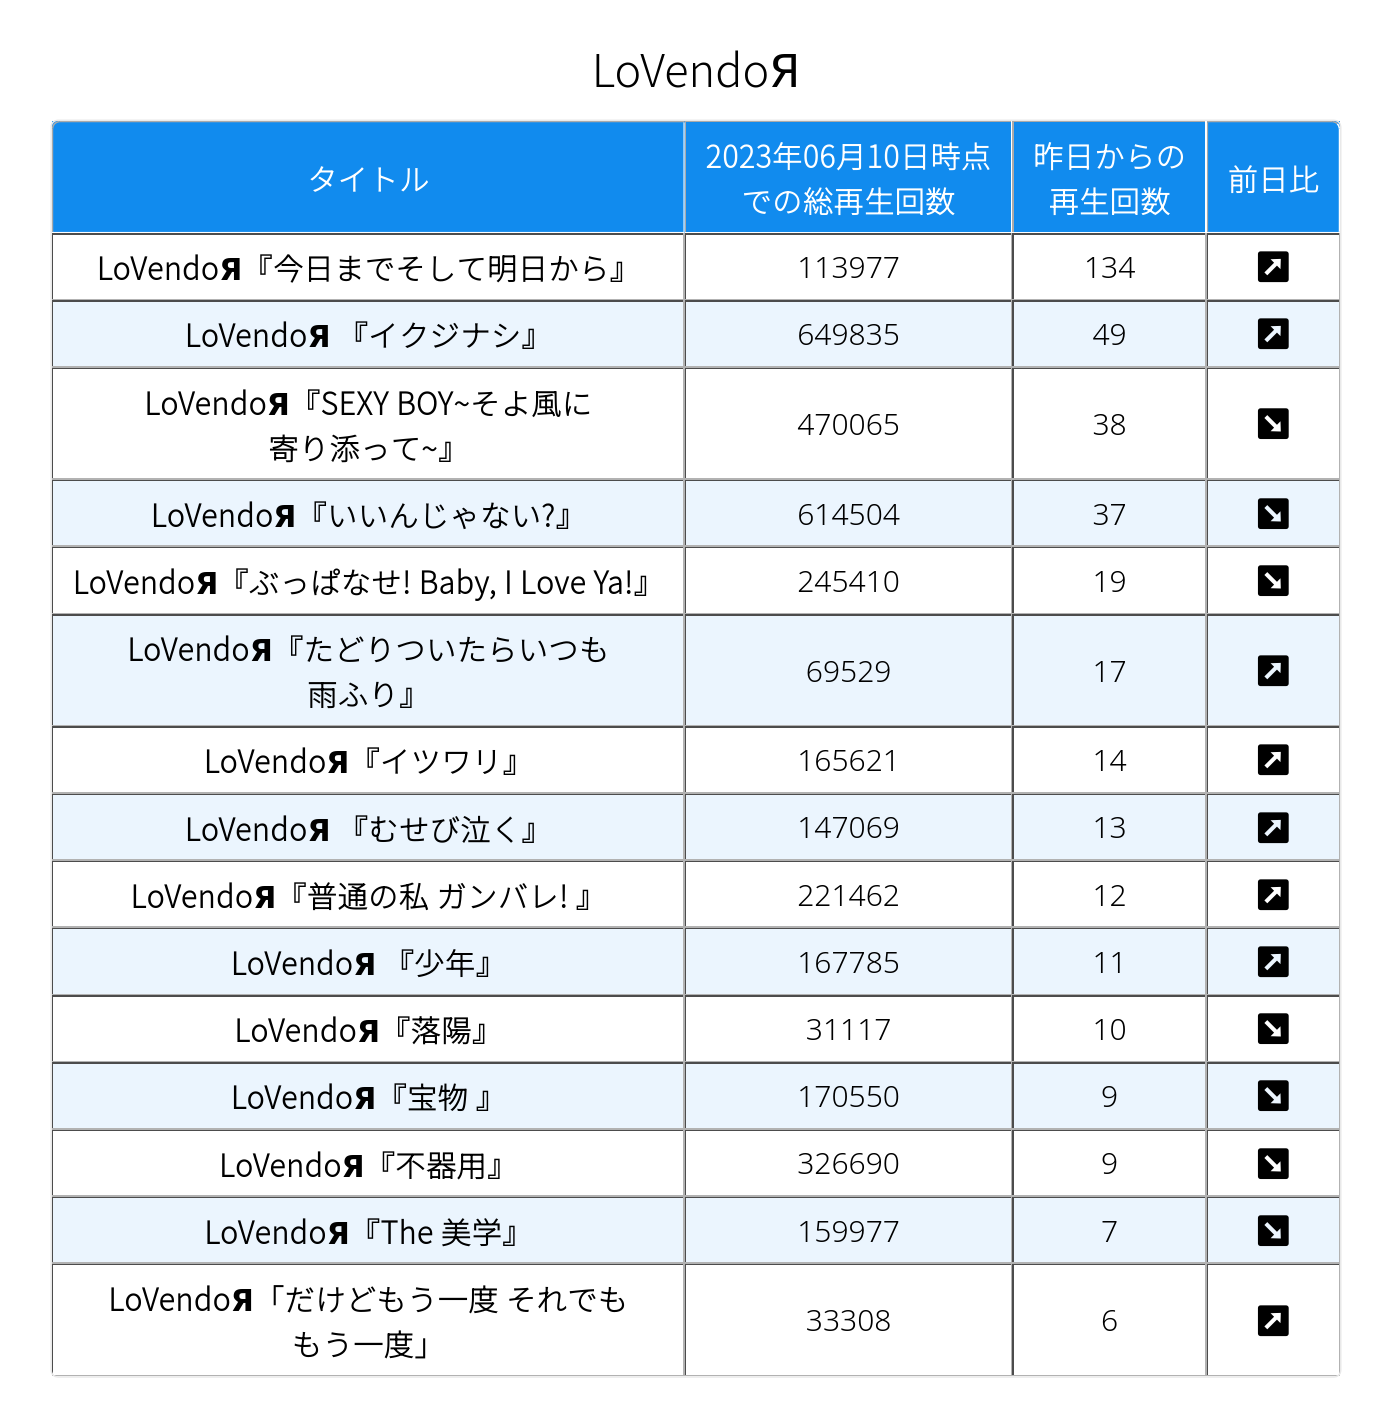 LoVendoЯ
タイトル
2023年06月10日時点
での総再生回数
昨日からの
再生回数
前日比
LoVendoЯ『今日までそして明日から』 113977 134 ↗
LoVendoЯ 『イクジナシ』 649835 49 ↗
LoVendoЯ『SEXY BOY~そよ風に
寄り添って~』 470065 38 ↘
LoVendoЯ『いいんじゃない?』 614504 37 ↘
LoVendoЯ『ぶっぱなせ! Baby, I Love Ya!』 245410 19 ↘
LoVendoЯ『たどりついたらいつも
雨ふり』 69529 17 ↗
LoVendoЯ『イツワリ』 165621 14 ↗
LoVendoЯ 『むせび泣く』 147069 13 ↗
LoVendoЯ『普通の私 ガンバレ! 』 221462 12 ↗
LoVendoЯ 『少年』 167785 11 ↗
LoVendoЯ『落陽』 31117 10 ↘
LoVendoЯ『宝物 』 170550 9 ↘
LoVendoЯ『不器用』 326690 9 ↘
LoVendoЯ『The 美学』 159977 7 ↘
LoVendoЯ「だけどもう一度 それでも
もう一度」 33308 6 ↗